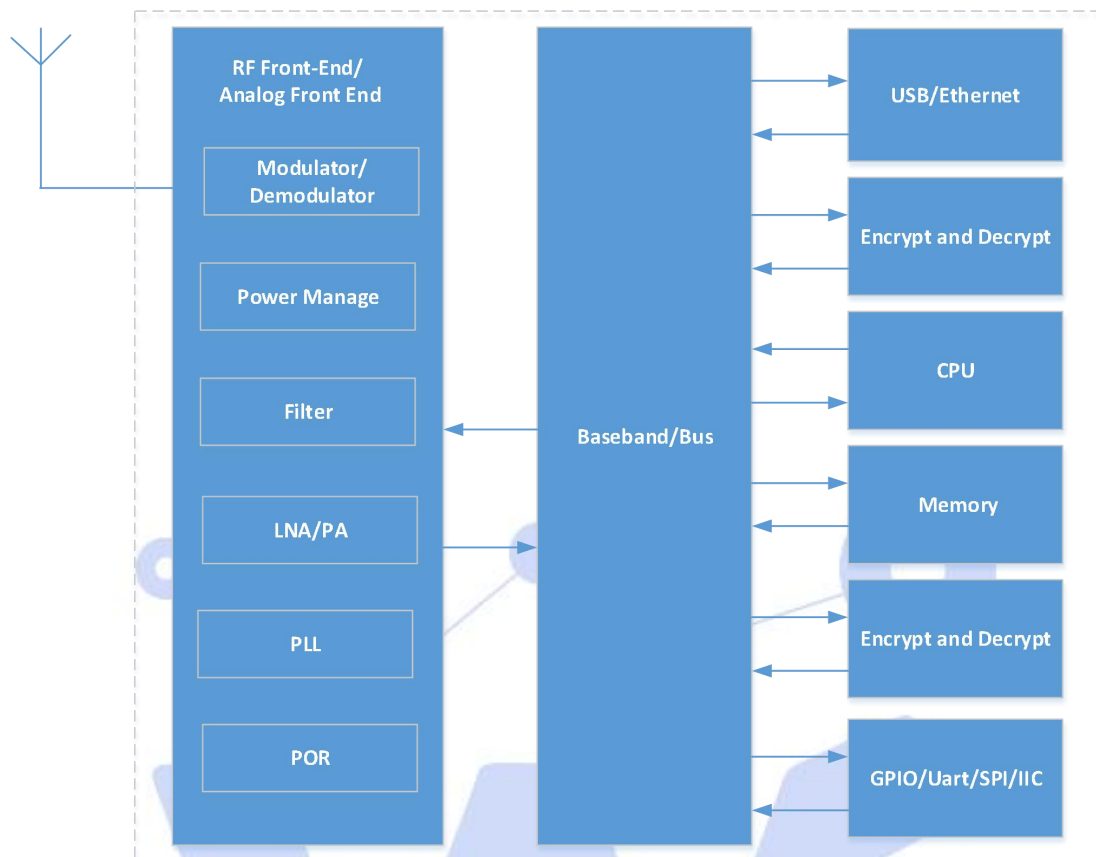 RF Front-End/
Analog Front End
Modulator/
Demodulator
Power Manage
Filter
LNA/PA
PLL
POR
Baseband/Bus
USB/Ethernet
Encrypt and Decrypt
CPU
Memory
Encrypt and Decrypt
GPIO/Uart/SPI/IIC